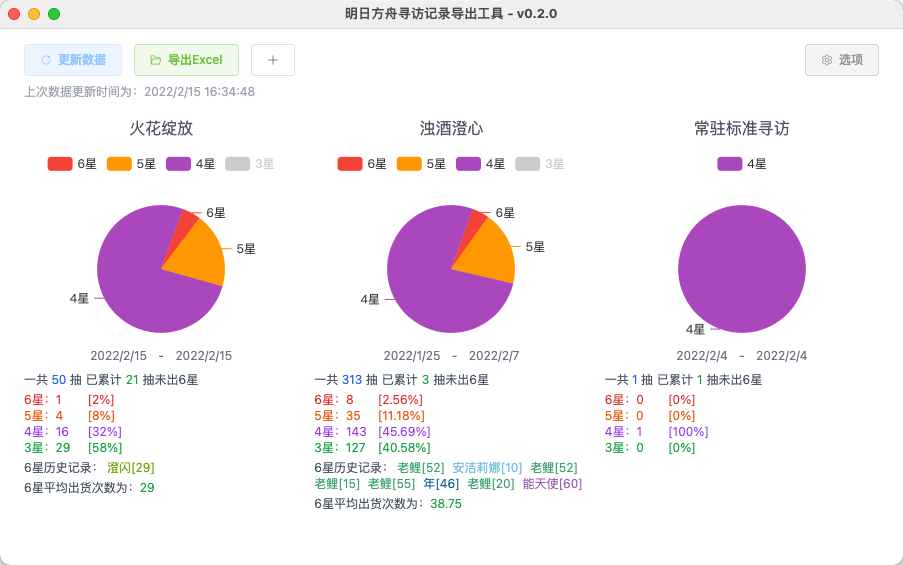 明日方舟寻访记录导出工具 - v0.2.0
更新数据 导出Excel + 选项
上次数据更新时间为：2022/2/15 16:34:48
火花绽放
6星 5星 4星 3星
6星
5星
4星
2022/2/15 - 2022/2/15
一共 50 抽 已累计 21 抽未出6星
6星：1 [2%]
5星：4 [8%]
4星：16 [32%]
3星：29 [58%]
6星历史记录： 澄闪[29]
6星平均出货次数为：29
浊酒澄心
6星 5星 4星 3星
6星
5星
4星
2022/1/25 - 2022/2/7
一共 313 抽 已累计 3 抽未出6星
6星：8 [2.56%]
5星：35 [11.18%]
4星：143 [45.69%]
3星：127 [40.58%]
6星历史记录： 老鲤[52] 安洁莉娜[10] 老鲤[52]
老鲤[15] 老鲤[55] 年[46] 老鲤[20] 能天使[60]
6星平均出货次数为：38.75
常驻标准寻访
4星
4星
2022/2/4 - 2022/2/4
一共 1 抽 已累计 1 抽未出6星
6星：0 [0%]
5星：0 [0%]
4星：1 [100%]
3星：0 [0%]